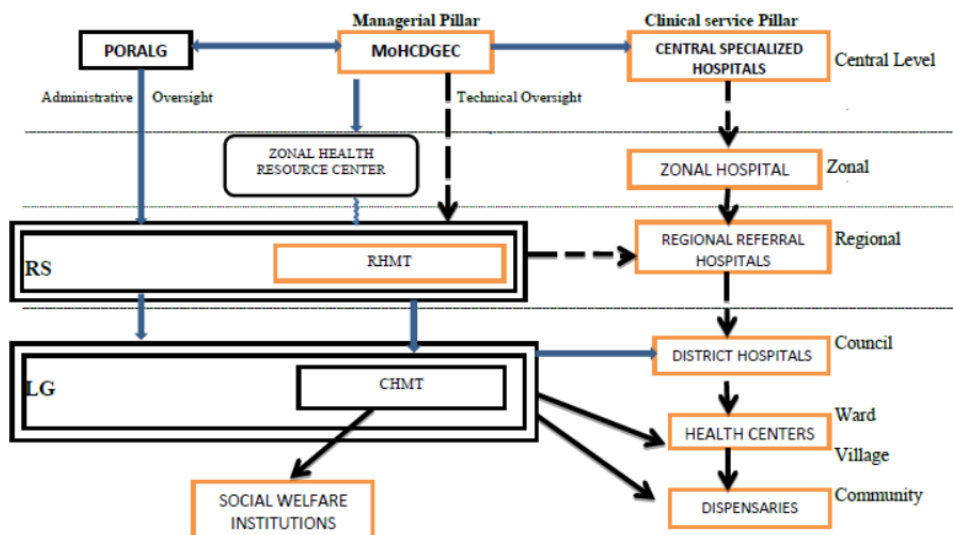 Managerial Pillar
Clinical service Pillar
PORALG
MoHCDGEC
CENTRAL SPECIALIZED
HOSPITALS
Central Level
Administrative
Oversight
Technical Oversight
ZONAL HEALTH
RESOURCE CENTER
ZONAL HOSPITAL
Zonal
RS
RHMT
REGIONAL REFERRAL
HOSPITALS
Regional
LG
CHMT
DISTRICT HOSPITALS
Council
HEALTH CENTERS
Ward
Village
SOCIAL WELFARE
INSTITUTIONS
DISPENSARIES
Community